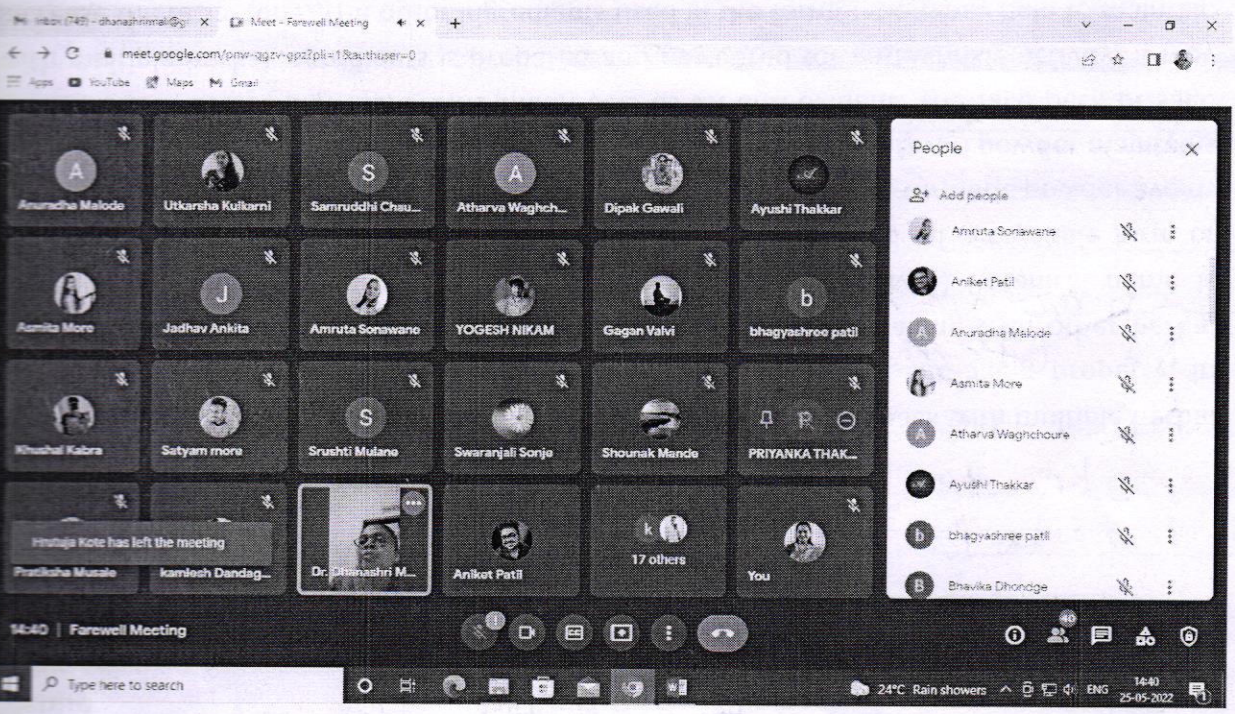 Inbox (749) - dhanashrimali@gi
Meet - Farewell Meeting
meet.google.com/pnw-qgzv-gpz?pli=1&authuser=0
Apps YouTube Maps Gmail
People
Add people
A S A
Anuradha Malode Utkarsha Kulkarni Samruddhi Chau... Atharva Waghch... Dipak Gawali Ayushi Thakkar
Amruta Sonawane
Aniket Patil
J b
Asmita More Jadhav Ankita Amruta Sonawane YOGESH NIKAM Gagan Valvi bhagyashree patil
A Anuradha Malode
Asmita More
S
Khushal Kabra Satyam more Srushti Mulane Swaranjali Sonje Shounak Mande PRIYANKA THAK...
A Atharva Waghchoure
Ayushi Thakkar
Hrutuja Kote has left the meeting
k
17 others
Pratiksha Musale kamlesh Dandag... Dr. Dhanashri M... Aniket Patil You
b bhagyashree patil
B Bhavika Dhondge
14:40 | Farewell Meeting
40
Type here to search
24°C Rain showers ENG 14:40
25-05-2022